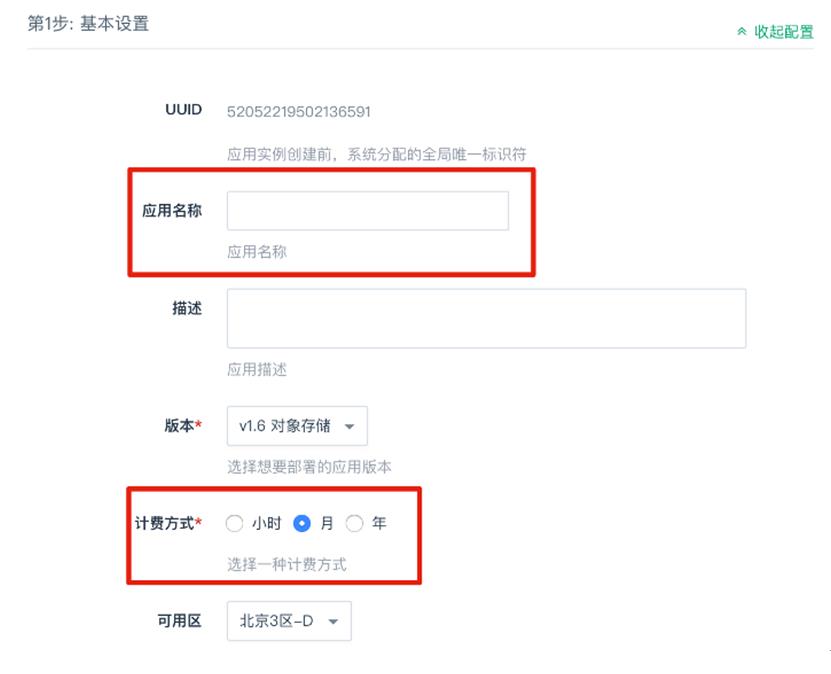 第1步: 基本设置
收起配置
UUID 52052219502136591
应用实例创建前，系统分配的全局唯一标识符
应用名称
应用名称
描述
应用描述
版本* v1.6 对象存储
选择想要部署的应用版本
计费方式* 小时 月 年
选择一种计费方式
可用区 北京3区-D